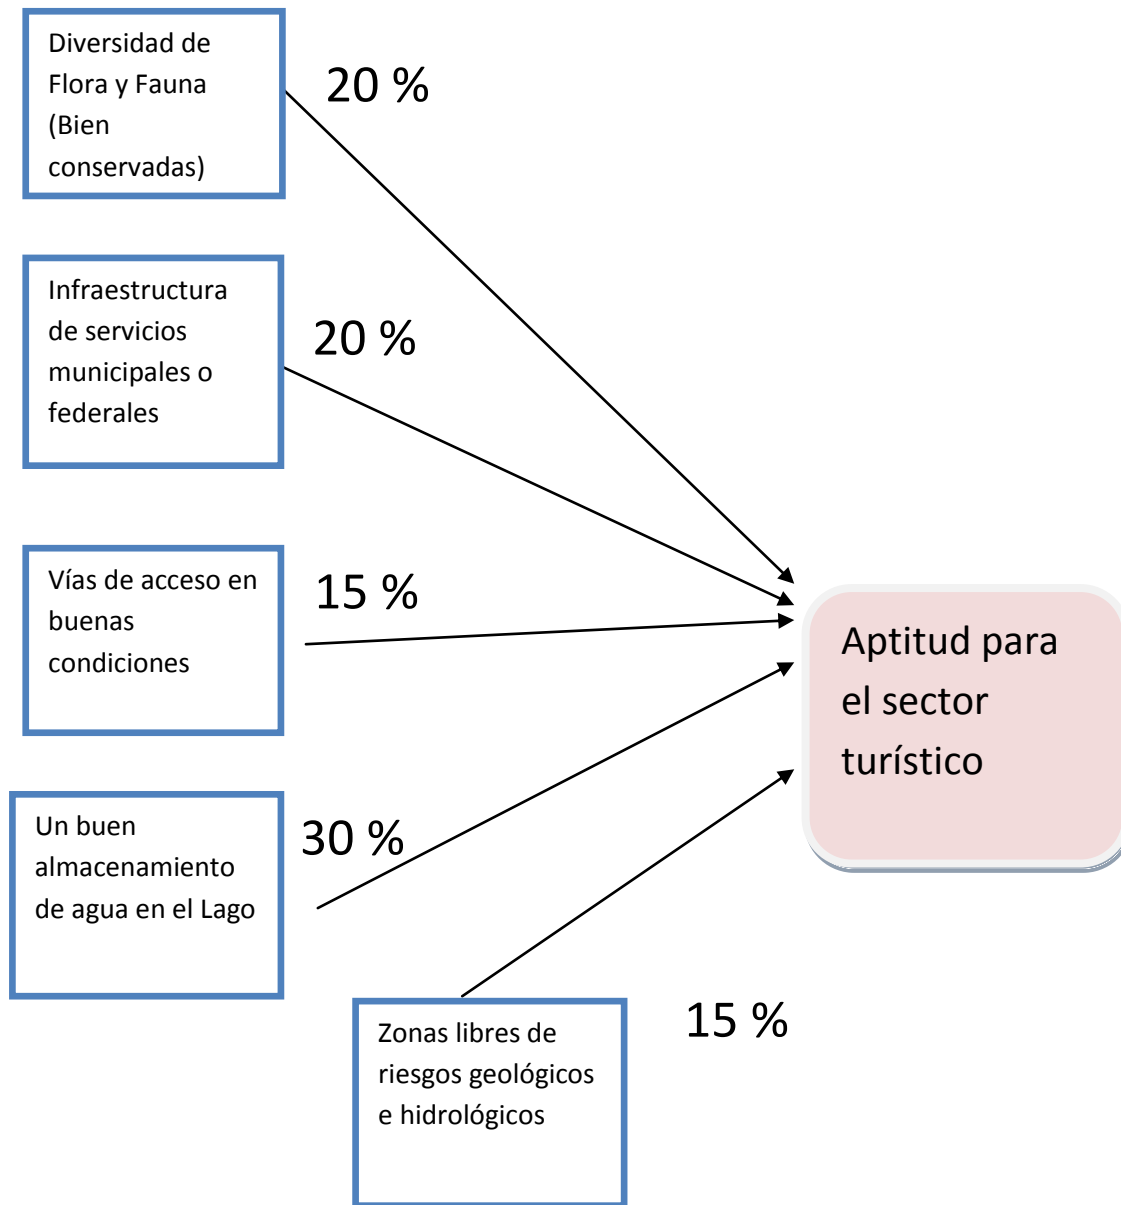 Diversidad de
Flora y Fauna
(Bien
conservadas)
20 %
Infraestructura
de servicios
municipales o
federales
20 %
Vías de acceso en
buenas
condiciones
15 %
Aptitud para
el sector
turístico
Un buen
almacenamiento
de agua en el Lago
30 %
Zonas libres de
riesgos geológicos
e hidrológicos
15 %